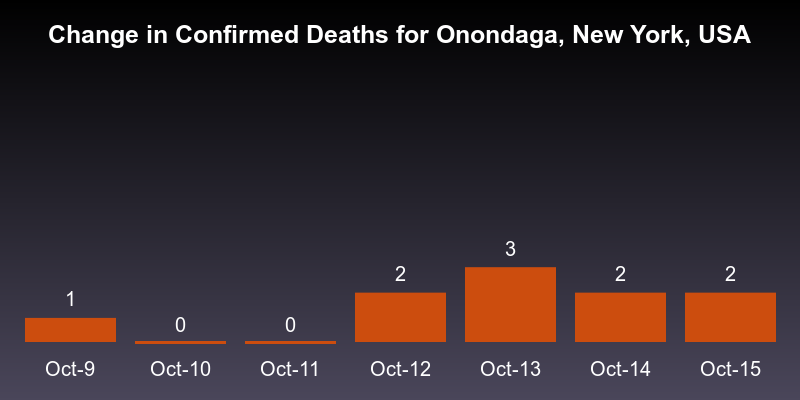 Change in Confirmed Deaths for Onondaga, New York, USA
1 0 0 2 3 2 2
Oct-9 Oct-10 Oct-11 Oct-12 Oct-13 Oct-14 Oct-15